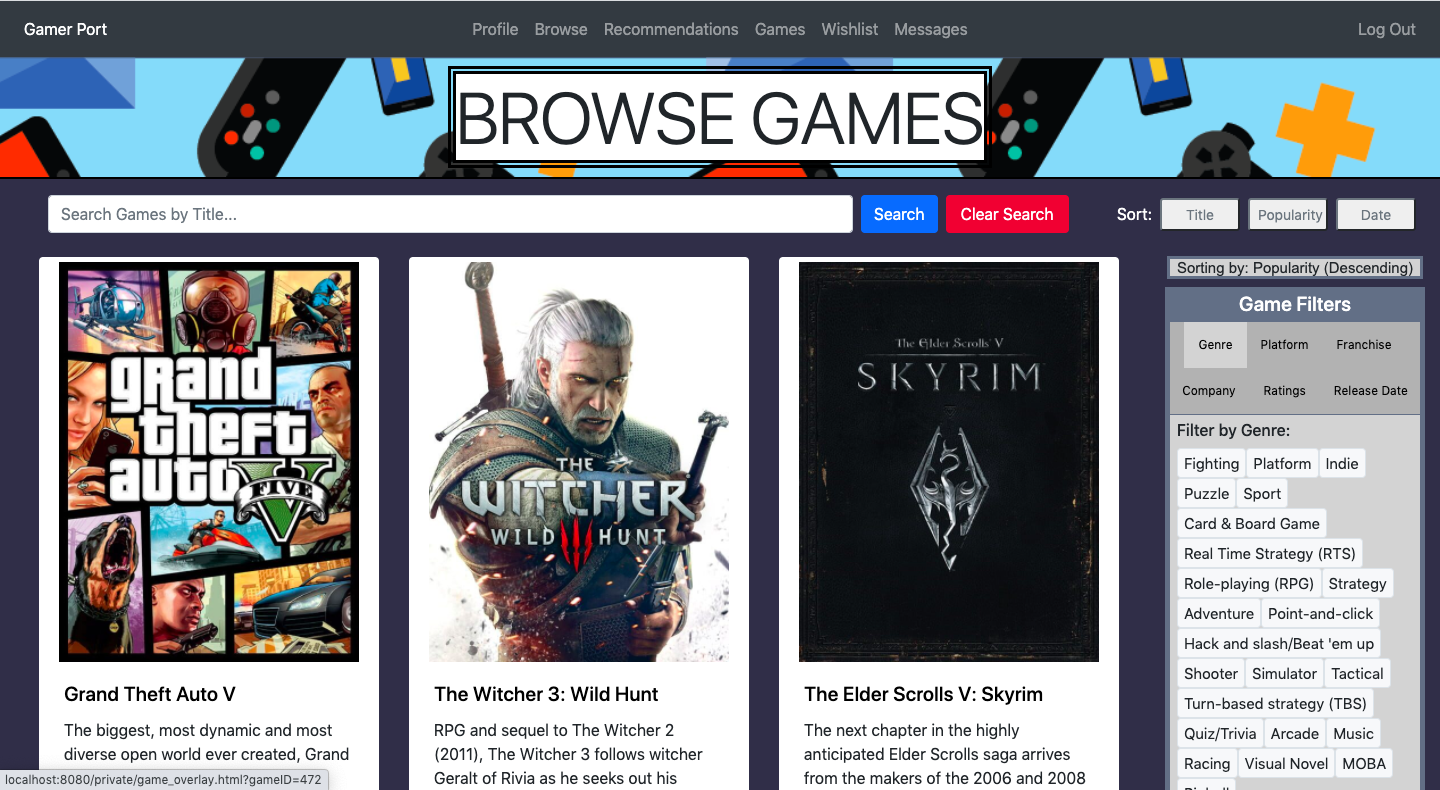 Gamer Port
Profile Browse Recommendations Games Wishlist Messages
Log Out
BROWSE GAMES
Search Games by Title...
Search
Clear Search
Sort:
Title
Popularity
Date
grand
theft
auto V
FIVE
THE
WITCHER
WILD HUNT
The Elder Scrolls V
SKYRIM
Grand Theft Auto V
The biggest, most dynamic and most
diverse open world ever created, Grand
The Witcher 3: Wild Hunt
RPG and sequel to The Witcher 2
(2011), The Witcher 3 follows witcher
Geralt of Rivia as he seeks out his
The Elder Scrolls V: Skyrim
The next chapter in the highly
anticipated Elder Scrolls saga arrives
from the makers of the 2006 and 2008
Sorting by: Popularity (Descending)
Game Filters
Genre Platform Franchise
Company Ratings Release Date
Filter by Genre:
Fighting Platform Indie
Puzzle Sport
Card & Board Game
Real Time Strategy (RTS)
Role-playing (RPG) Strategy
Adventure Point-and-click
Hack and slash/Beat 'em up
Shooter Simulator Tactical
Turn-based strategy (TBS)
Quiz/Trivia Arcade Music
Racing Visual Novel MOBA
localhost:8080/private/game_overlay.html?gameID=472